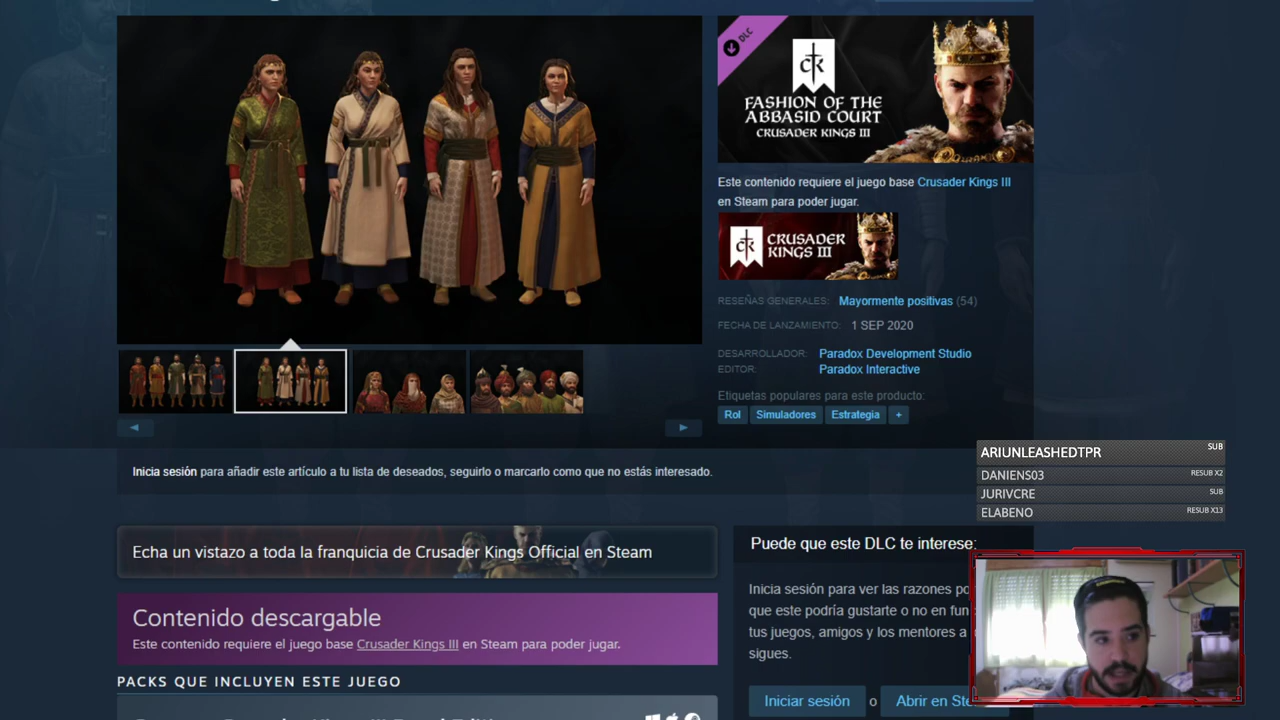 DLC
FASHION OF THE
ABBASID COURT
CRUSADER KINGS III
Este contenido requiere el juego base Crusader Kings III
en Steam para poder jugar.
CRUSADER
KINGS III
RESEÑAS GENERALES: Mayormente positivas (54)
FECHA DE LANZAMIENTO: 1 SEP 2020
DESARROLLADOR: Paradox Development Studio
EDITOR: Paradox Interactive
Etiquetas populares para este producto:
Rol Simuladores Estrategia +
Inicia sesión para añadir este artículo a tu lista de deseados, seguirlo o marcarlo como que no estás interesado.
ARIUNLEASHEDTPR SUB
DANIENS03 RESUB X2
JURIVCRE SUB
ELABENO RESUB X13
Echa un vistazo a toda la franquicia de Crusader Kings Official en Steam
Puede que este DLC te interese:
Inicia sesión para ver las razones po
que este podría gustarte o no en fun
tus juegos, amigos y los mentores a
sigues.
Iniciar sesión o Abrir en Ste
Contenido descargable
Este contenido requiere el juego base Crusader Kings III en Steam para poder jugar.
PACKS QUE INCLUYEN ESTE JUEGO